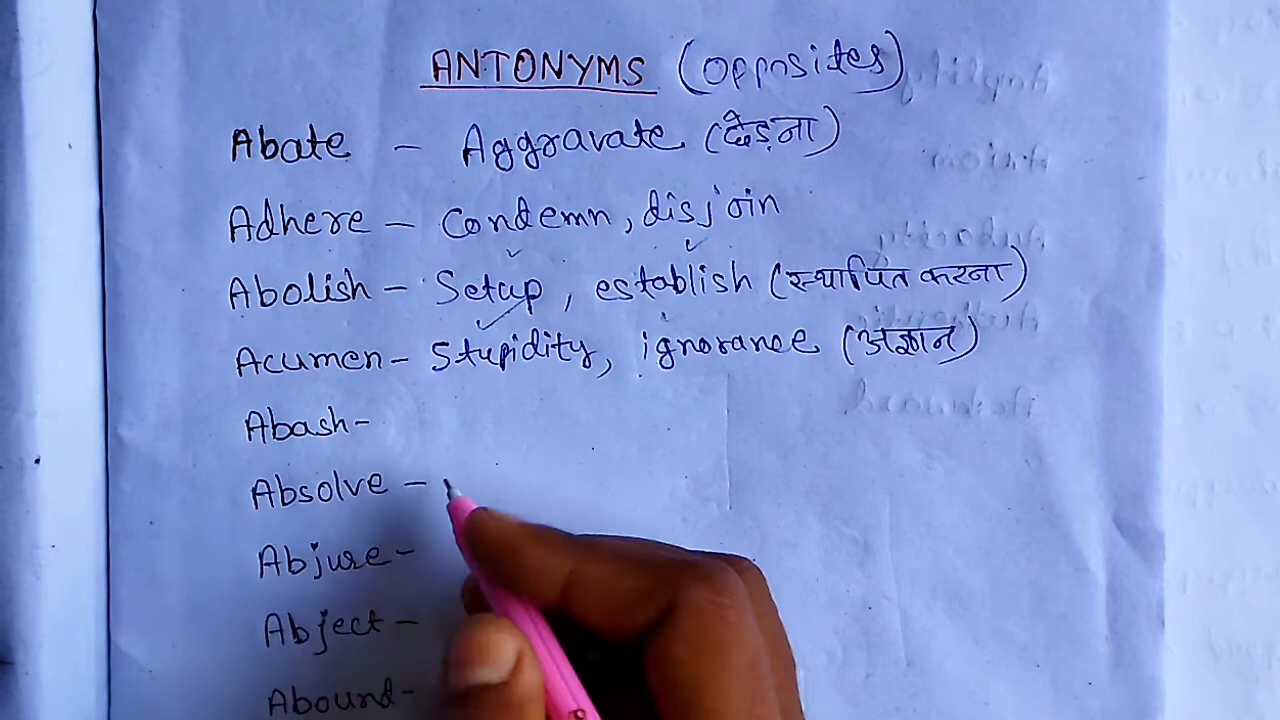 ANTONYMS (Opposites)
Abate - Aggravate (छेड़ना)
Adhere - Condemn, disjoin
Abolish - Setup, establish (स्थापित करना)
Acumen - Stupidity, ignorance (अज्ञान)
Abash -
Absolve -
Abjure -
Abject -
Abound -